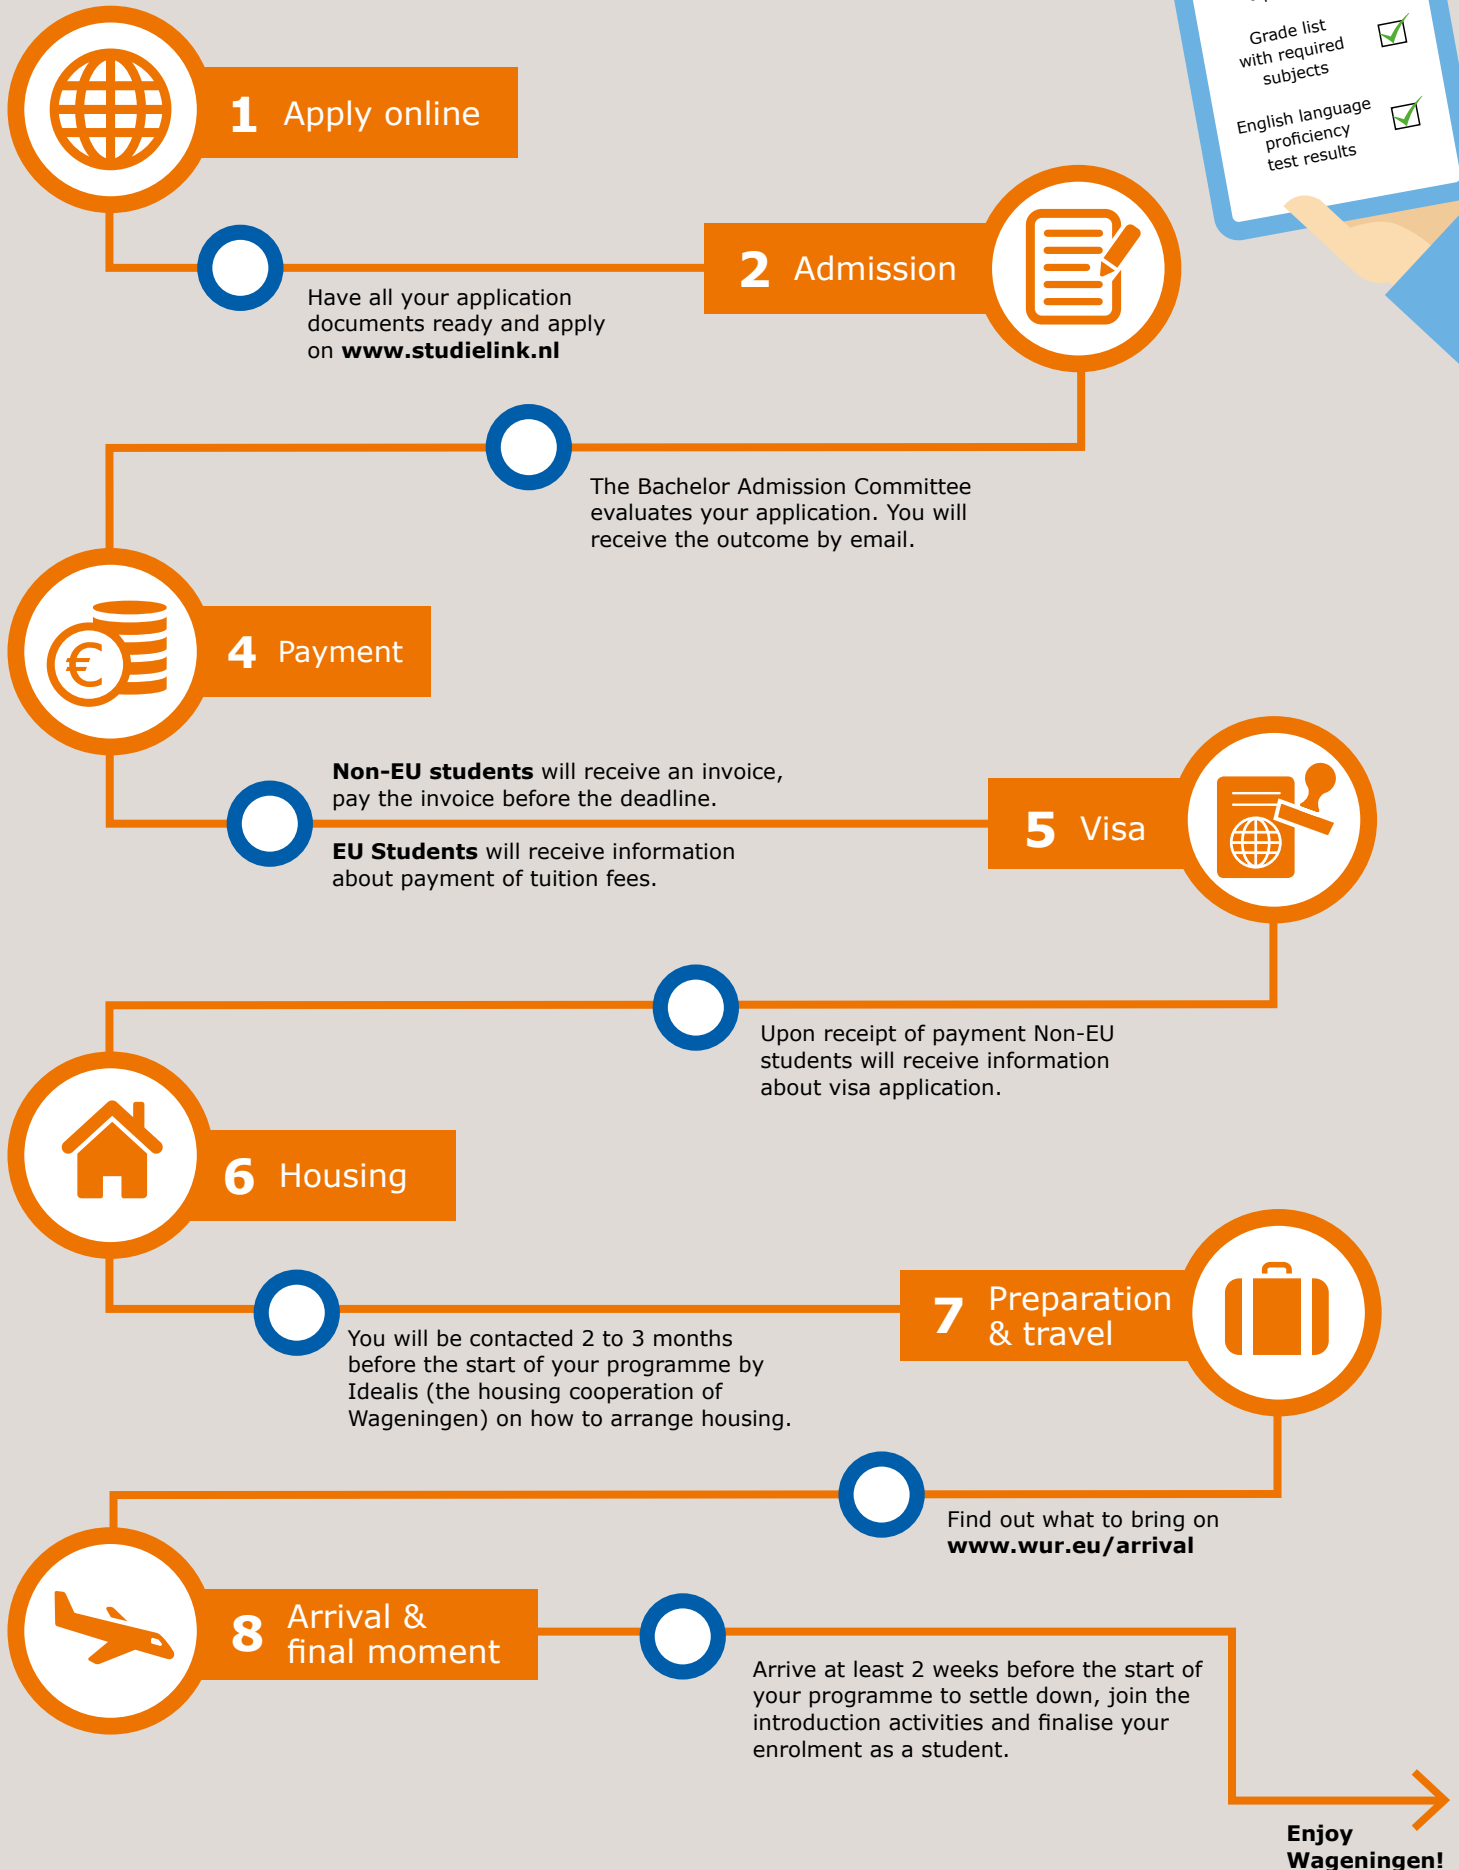 Grade list
with required
subjects
English language
proficiency
test results
1 Apply online
Have all your application
documents ready and apply
on www.studielink.nl
2 Admission
The Bachelor Admission Committee
evaluates your application. You will
receive the outcome by email.
€
4 Payment
Non-EU students will receive an invoice,
pay the invoice before the deadline.
EU Students will receive information
about payment of tuition fees.
5 Visa
Upon receipt of payment Non-EU
students will receive information
about visa application.
6 Housing
You will be contacted 2 to 3 months
before the start of your programme by
Idealis (the housing cooperation of
Wageningen) on how to arrange housing.
7 Preparation
& travel
Find out what to bring on
www.wur.eu/arrival
8 Arrival &
final moment
Arrive at least 2 weeks before the start of
your programme to settle down, join the
introduction activities and finalise your
enrolment as a student.
Enjoy
Wageningen!